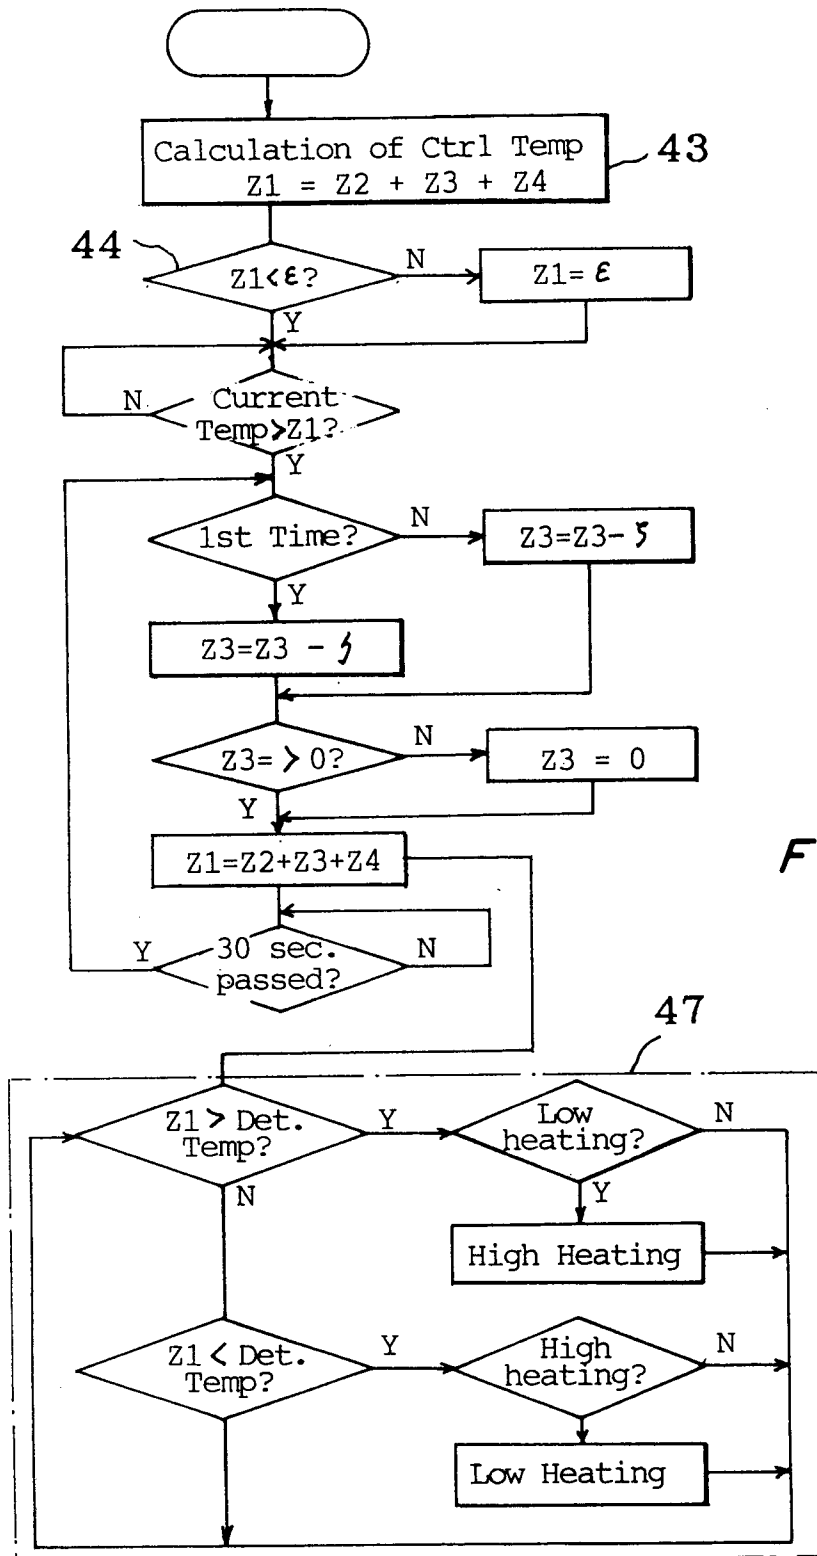 Calculation of Ctrl Temp
Z1 = Z2 + Z3 + Z4
43
44
Z1<ε?
N
Z1= ε
Y
N
Current
Temp>Z1?
Y
1st Time?
N
Z3=Z3-
Y
Z3=Z3 -
Z3= >0?
N
Z3 = 0
Y
Z1=Z2+Z3+Z4
F
Y
30 sec.
passed?
N
47
Z1 > Det.
Temp?
Y
Low
heating?
N
N
Y
High Heating
Z1 < Det.
Temp?
Y
High
heating?
N
Low Heating